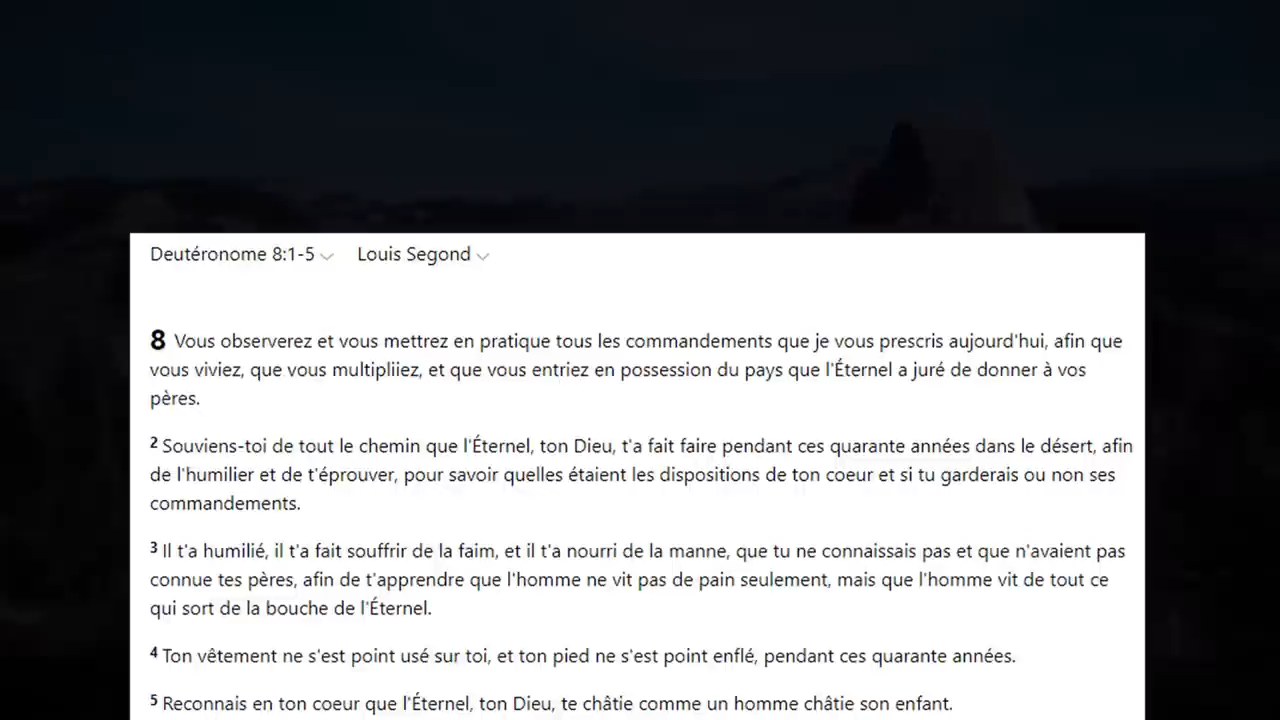 Deutéronome 8:1-5 Louis Segond
8 Vous observerez et vous mettrez en pratique tous les commandements que je vous prescris aujourd'hui, afin que
vous viviez, que vous multipliiez, et que vous entriez en possession du pays que l'Éternel a juré de donner à vos
pères.
2 Souviens-toi de tout le chemin que l'Éternel, ton Dieu, t'a fait faire pendant ces quarante années dans le désert, afin
de l'humilier et de t'éprouver, pour savoir quelles étaient les dispositions de ton coeur et si tu garderais ou non ses
commandements.
3 Il t'a humilié, il t'a fait souffrir de la faim, et il t'a nourri de la manne, que tu ne connaissais pas et que n'avaient pas
connue tes pères, afin de t'apprendre que l'homme ne vit pas de pain seulement, mais que l'homme vit de tout ce
qui sort de la bouche de l'Éternel.
4 Ton vêtement ne s'est point usé sur toi, et ton pied ne s'est point enflé, pendant ces quarante années.
5 Reconnais en ton coeur que l'Éternel, ton Dieu, te châtie comme un homme châtie son enfant.